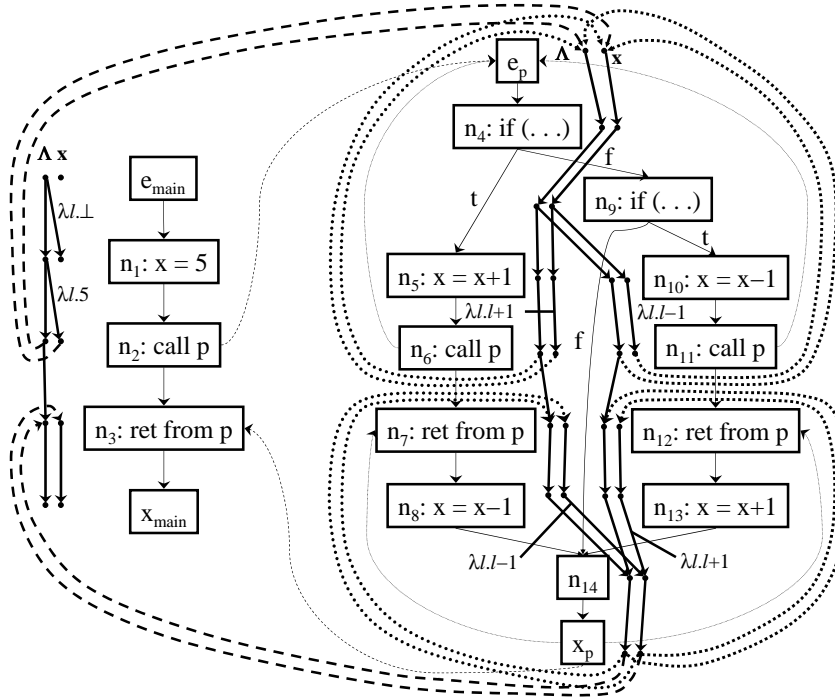 Λ x
e_p
n_4: if (. . .)
f
Λ x
e_main
t
n_9: if (. . .)
λl.⊥
t
n_1: x = 5
n_5: x = x+1
n_10: x = x−1
λl.5
λl.l+1
λl.l−1
n_2: call p
n_6: call p
f
n_11: call p
n_3: ret from p
n_7: ret from p
n_12: ret from p
x_main
n_8: x = x−1
n_13: x = x+1
λl.l−1
λl.l+1
n_14
x_p